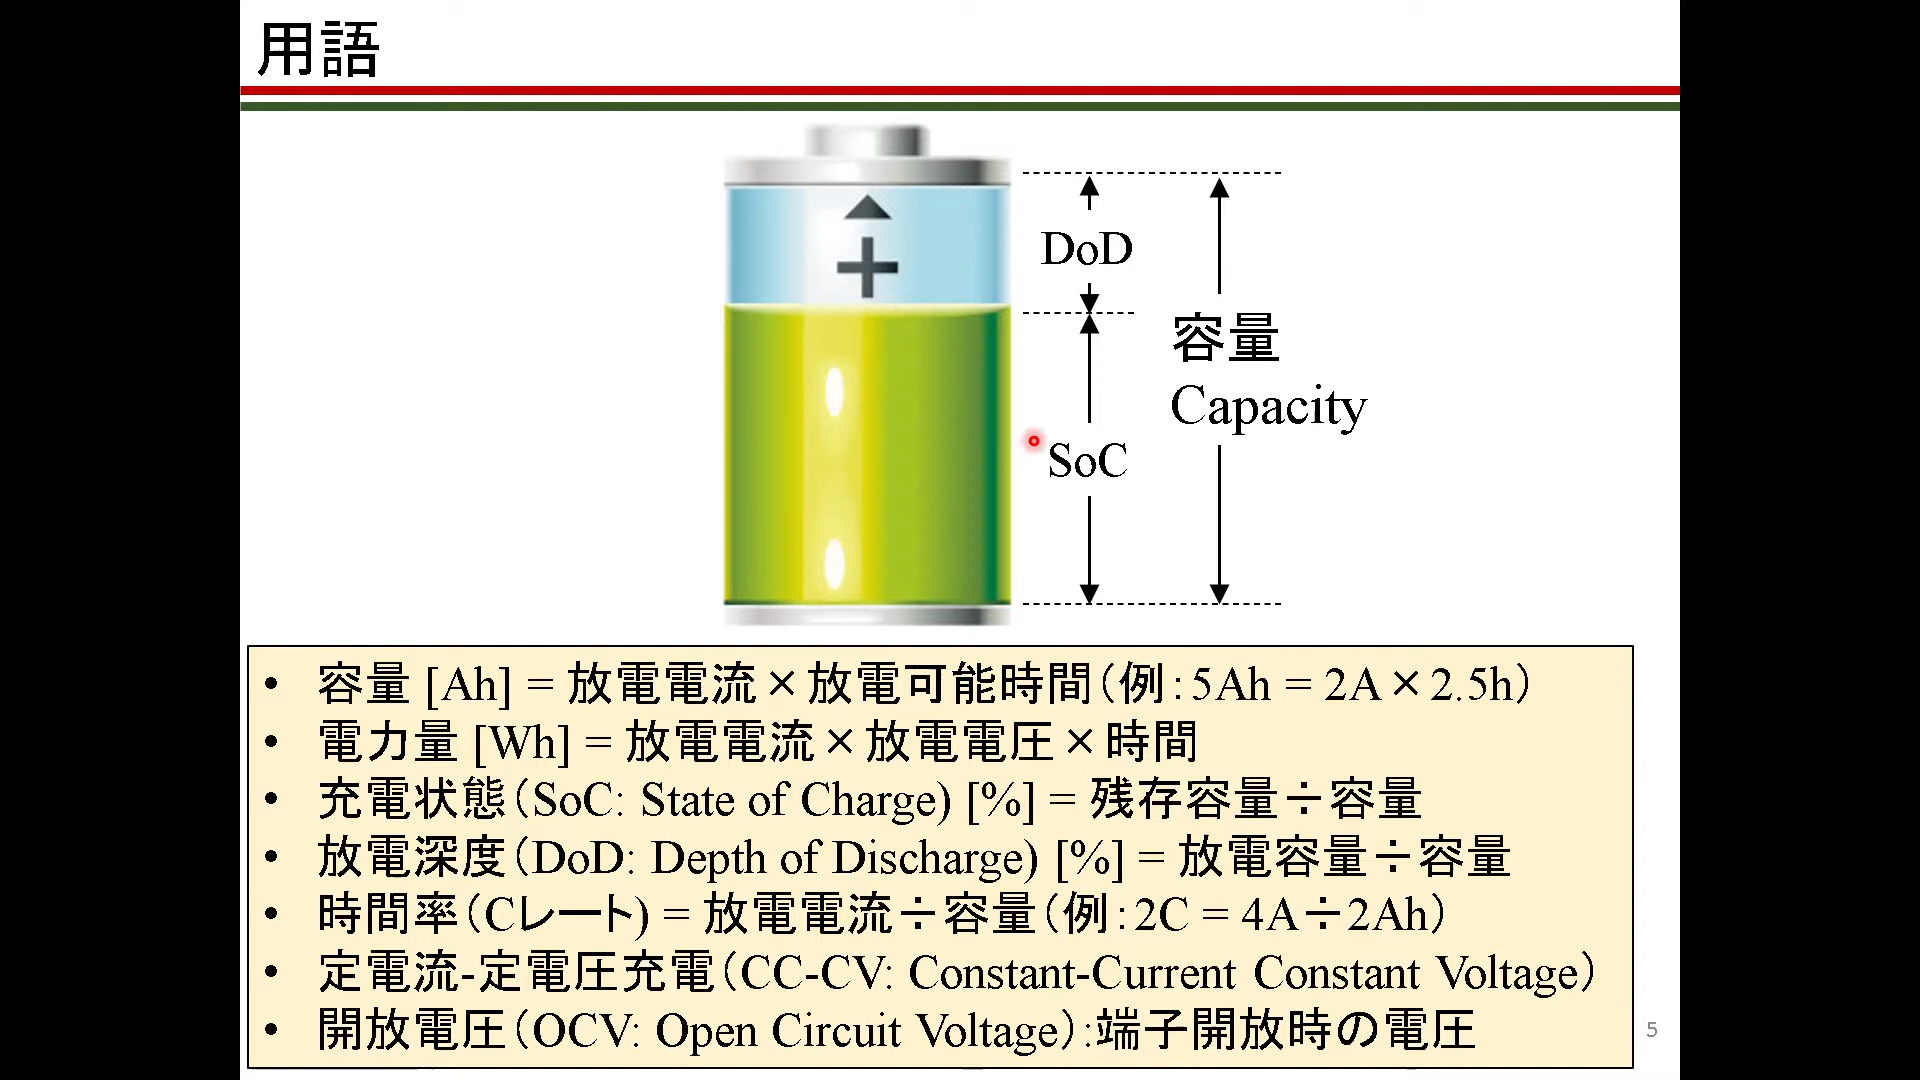 用語
DoD
容量
Capacity
SoC
• 容量 [Ah] = 放電電流×放電可能時間（例：5Ah = 2A×2.5h）
• 電力量 [Wh] = 放電電流×放電電圧×時間
• 充電状態（SoC: State of Charge) [%] = 残存容量÷容量
• 放電深度（DoD: Depth of Discharge) [%] = 放電容量÷容量
• 時間率（Cレート) = 放電電流÷容量（例：2C = 4A÷2Ah）
• 定電流-定電圧充電（CC-CV: Constant-Current Constant Voltage）
• 開放電圧（OCV: Open Circuit Voltage）：端子開放時の電圧
5